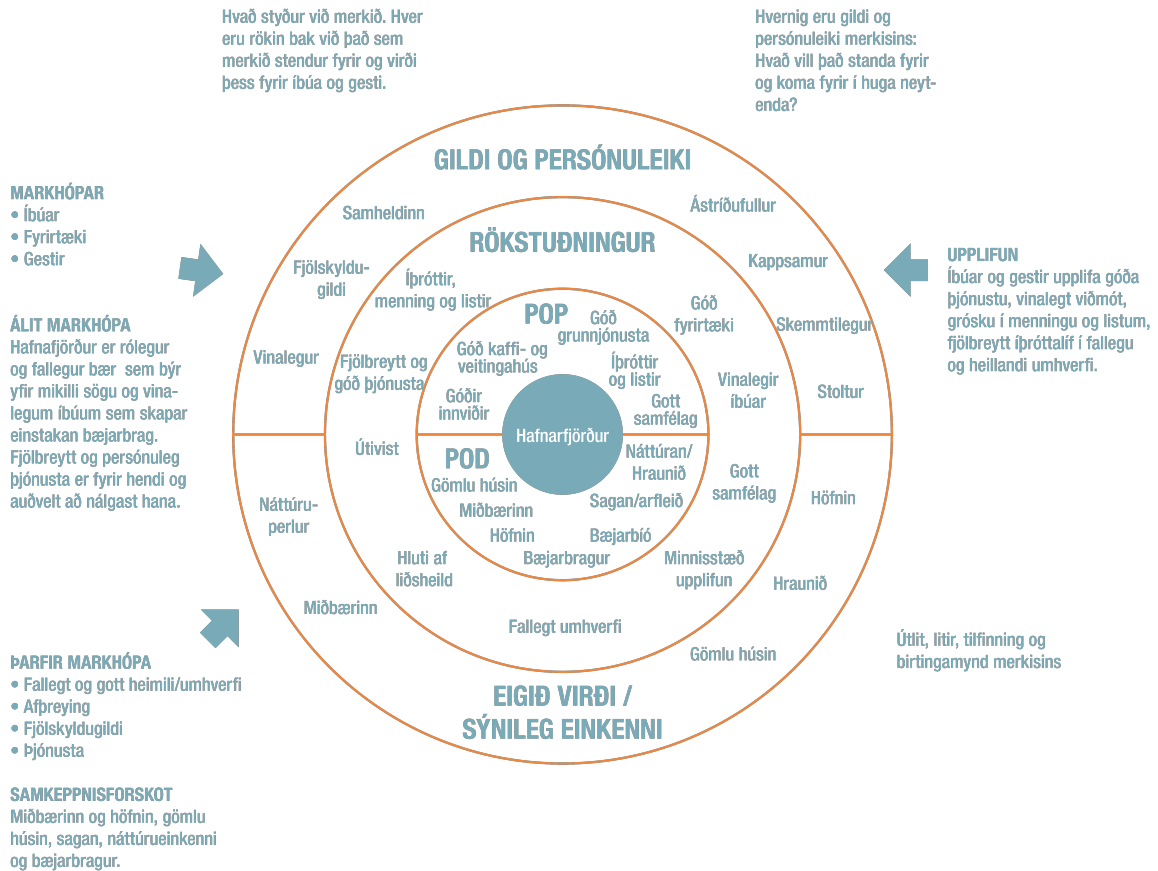 Hvað styður við merkið. Hver
eru rökin bak við það sem
merkið stendur fyrir og virði
þess fyrir íbúa og gesti.
Hvernig eru gildi og
persónuleiki merkisins:
Hvað vill það standa fyrir
og koma fyrir í huga neyt-
enda?
MARKHÓPAR
• Íbúar
• Fyrirtæki
• Gestir
ÁLIT MARKHÓPA
Hafnafjörður er rólegur
og fallegur bær sem býr
yfir mikilli sögu og vina-
legum íbúum sem skapar
einstakan bæjarbrag.
Fjölbreytt og persónuleg
þjónusta er fyrir hendi og
auðvelt að nálgast hana.
ÞARFIR MARKHÓPA
• Fallegt og gott heimili/umhverfi
• Afþreying
• Fjölskyldugildi
• Þjónusta
SAMKEPPNISFORSKOT
Miðbærinn og höfnin, gömlu
húsin, sagan, náttúrueinkenni
og bæjarbragur.
GILDI OG PERSÓNULEIKI
Samheldinn
Ástríðufullur
Fjölskyldu-
gildi
Kappsamur
Vinalegur
Skemmtilegur
Stoltur
RÖKSTUÐNINGUR
Íþróttir,
menning og listir
Góð
fyrirtæki
Fjölbreytt og
góð þjónusta
Vinalegir
íbúar
Útivist
Gott
samfélag
Hluti af
liðsheild
Minnisstæð
upplifun
Fallegt umhverfi
POP
Góð
grunnjónusta
Góð kaffi- og
veitingahús
Íþróttir
og listir
Góðir
innviðir
Gott
samfélag
Hafnarfjörður
POD
Náttúran/
Hraunið
Gömlu húsin
Sagan/arfleið
Miðbærinn
Höfnin
Bæjarbíó
Bæjarbragur
Náttúru-
perlur
Höfnin
Miðbærinn
Hraunið
Gömlu húsin
EIGIÐ VIRÐI /
SÝNILEG EINKENNI
UPPLIFUN
Íbúar og gestir upplifa góða
þjónustu, vinalegt viðmót,
grósku í menningu og listum,
fjölbreytt íþróttalíf í fallegu
og heillandi umhverfi.
Útlit, litir, tilfinning og
birtingamynd merkisins